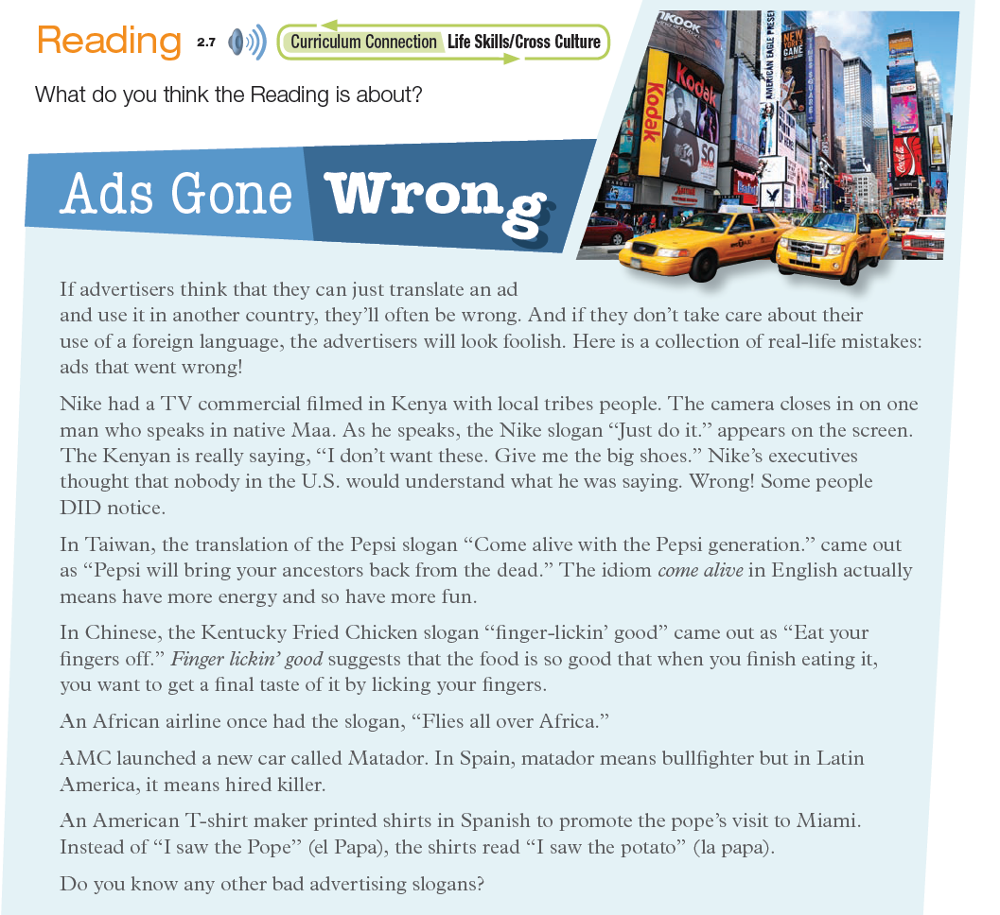 Reading 2.7 Curriculum Connection Life Skills/Cross Culture
What do you think the Reading is about?
Ads Gone Wrong
Kodak
Kodak
AMERICAN EAGLE
NEW YORK'S
GAME
TIMES SQUARE
HSBC
Coca-Cola
Marriott
If advertisers think that they can just translate an ad
and use it in another country, they’ll often be wrong. And if they don’t take care about their
use of a foreign language, the advertisers will look foolish. Here is a collection of real-life mistakes:
ads that went wrong!
Nike had a TV commercial filmed in Kenya with local tribes people. The camera closes in on one
man who speaks in native Maa. As he speaks, the Nike slogan “Just do it.” appears on the screen.
The Kenyan is really saying, “I don’t want these. Give me the big shoes.” Nike’s executives
thought that nobody in the U.S. would understand what he was saying. Wrong! Some people
DID notice.
In Taiwan, the translation of the Pepsi slogan “Come alive with the Pepsi generation.” came out
as “Pepsi will bring your ancestors back from the dead.” The idiom come alive in English actually
means have more energy and so have more fun.
In Chinese, the Kentucky Fried Chicken slogan “finger-lickin’ good” came out as “Eat your
fingers off.” Finger lickin’ good suggests that the food is so good that when you finish eating it,
you want to get a final taste of it by licking your fingers.
An African airline once had the slogan, “Flies all over Africa.”
AMC launched a new car called Matador. In Spain, matador means bullfighter but in Latin
America, it means hired killer.
An American T-shirt maker printed shirts in Spanish to promote the pope’s visit to Miami.
Instead of “I saw the Pope” (el Papa), the shirts read “I saw the potato” (la papa).
Do you know any other bad advertising slogans?